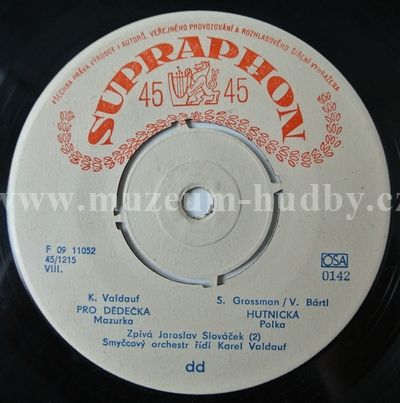 VŠECHNA PRÁVA VÝROBCE I AUTORŮ, VEŘEJNÉHO PROVOZOVÁNÍ A ROZHLASOVÉHO ŠÍŘENÍ VYHRAZENA
SUPRAPHON
45 45
www.muzeum-hudby.cz
F 09 11052
45/1215
VIII.
OSA
0142
K. Valdauf
PRO DĚDEČKA
Mazurka
S. Grossman/V. Bártl
HUTNICKÁ
Polka
Zpívá Jaroslav Slováček (2)
Smyčcový orchestr řídí Karel Valdauf
dd